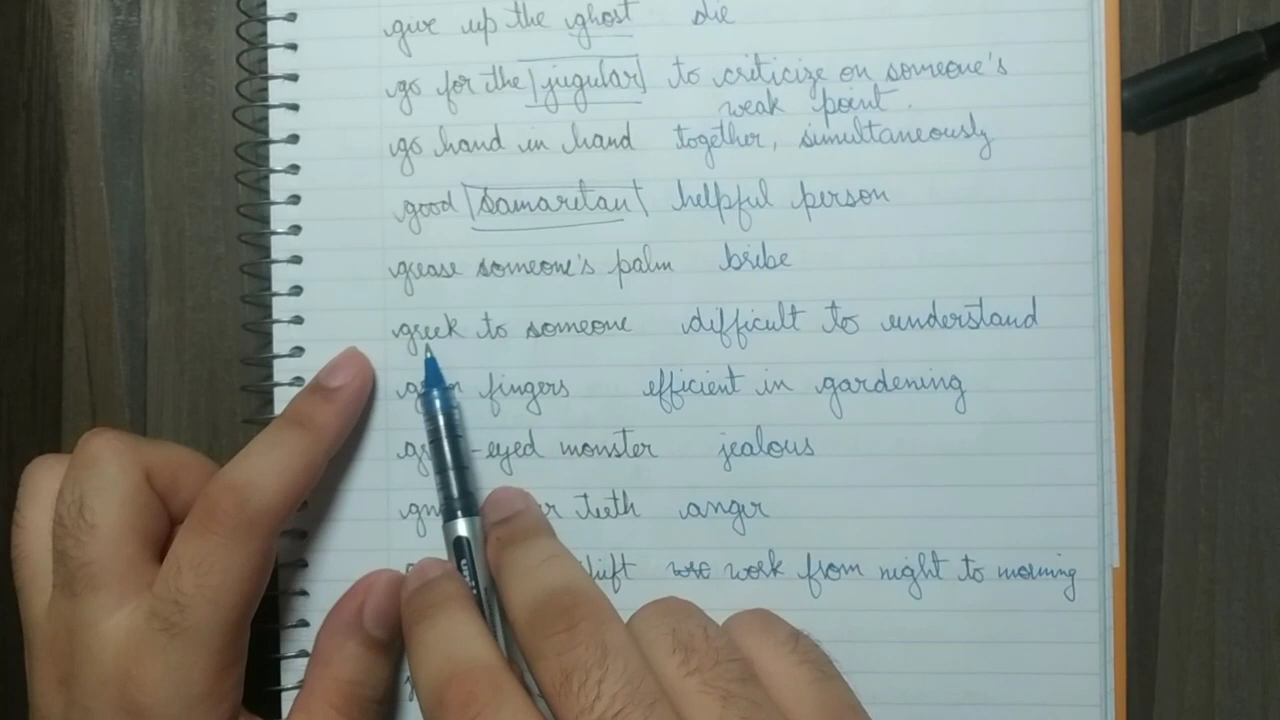 give up the ghost die
go for the jugular to criticize on someone's
weak point.
go hand in hand together, simultaneously
good Samaritan helpful person
grease someone's palm bribe
greek to someone difficult to understand
fingers efficient in gardening
-eyed monster jealous
teeth anger
work from night to morning